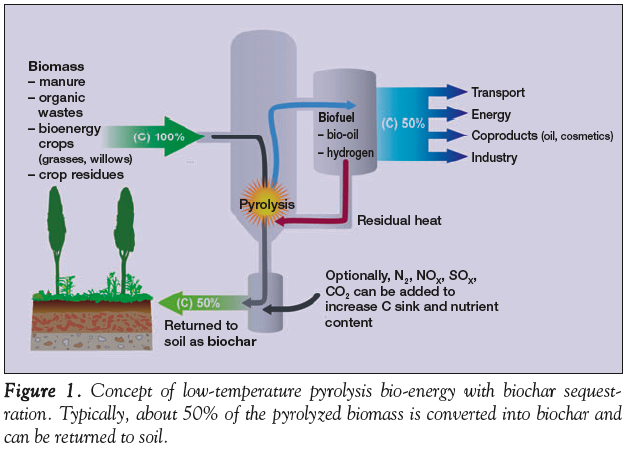 Biomass
– manure
– organic
wastes
– bioenergy
crops
(grasses, willows)
– crop residues
(C) 100%
Pyrolysis
Biofuel
– bio-oil
– hydrogen
(C) 50%
Transport
Energy
Coproducts (oil, cosmetics)
Industry
Residual heat
(C) 50%
Returned to
soil as biochar
Optionally, N₂, NOₓ, SOₓ,
CO₂ can be added to
increase C sink and nutrient
content
Figure 1. Concept of low-temperature pyrolysis bio-energy with biochar sequest-
ration. Typically, about 50% of the pyrolyzed biomass is converted into biochar and
can be returned to soil.